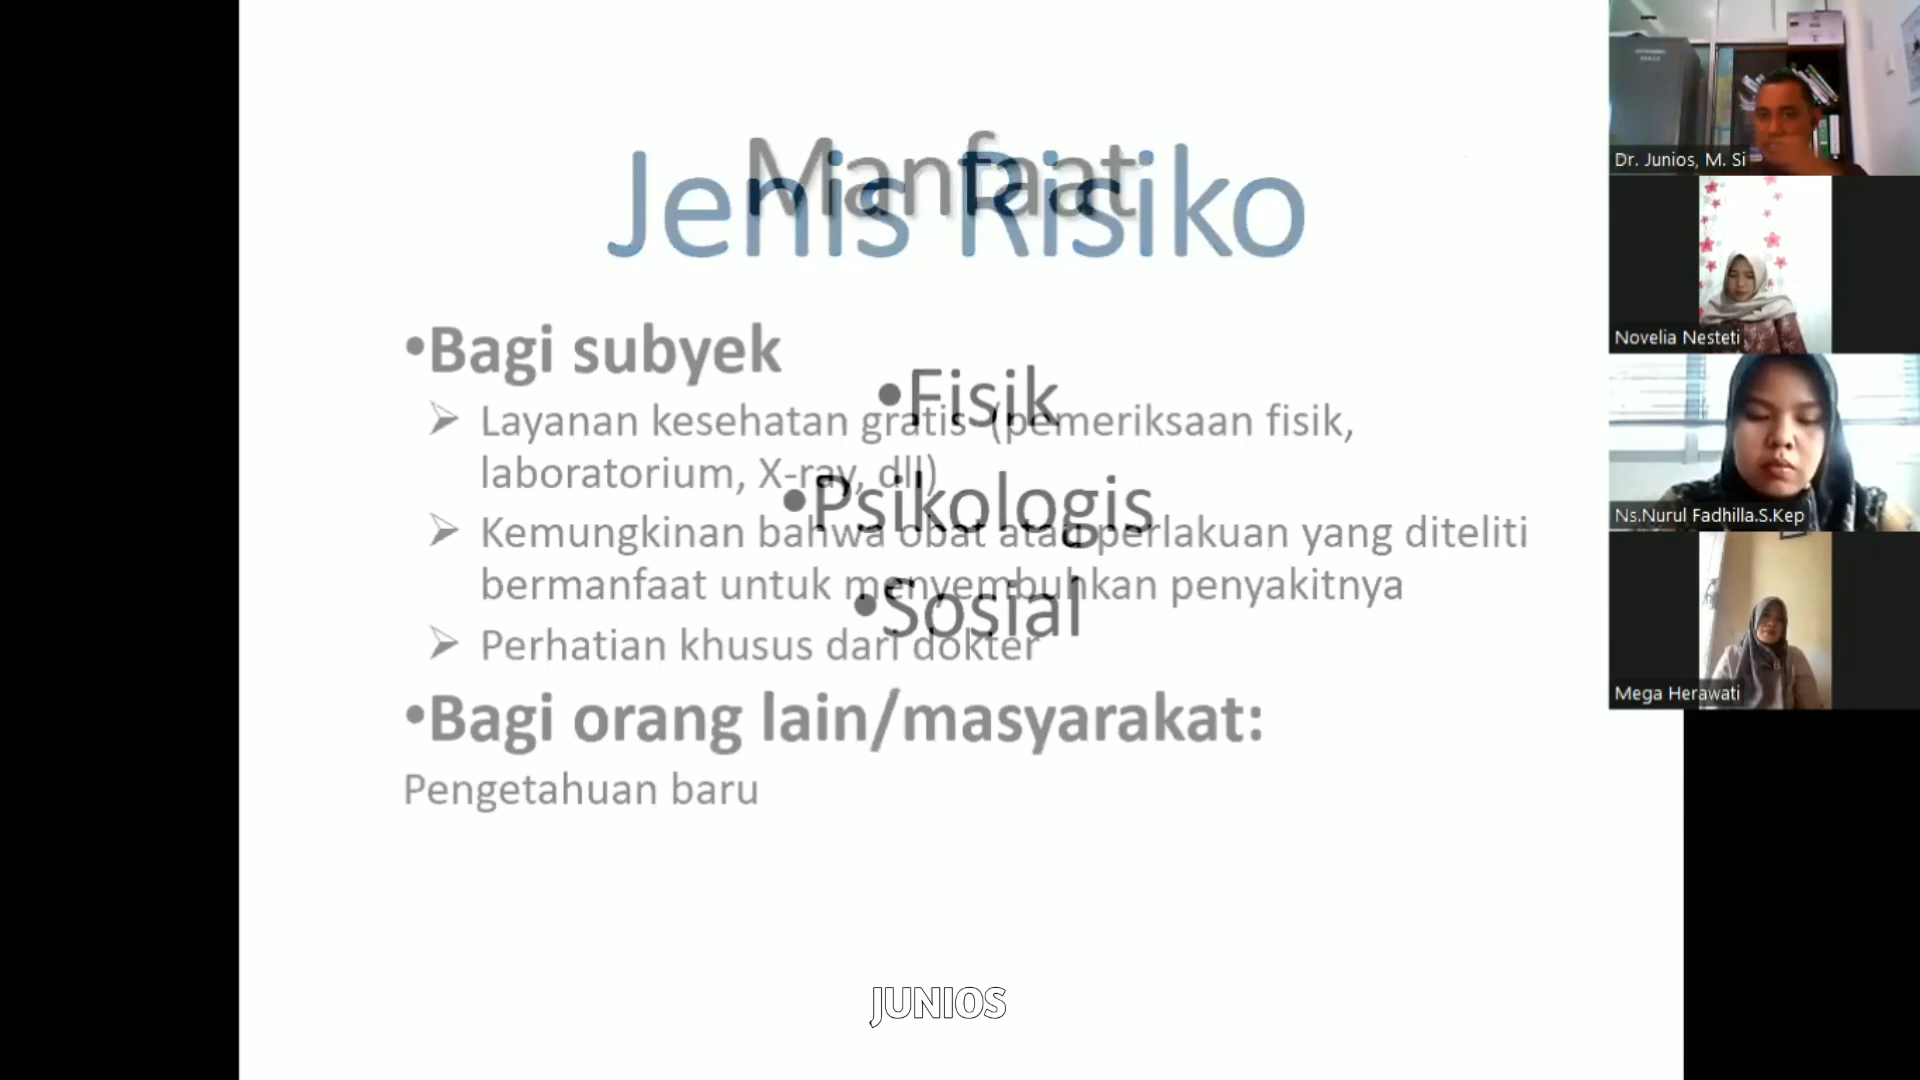 Manfaat
Jenis Risiko
•Bagi subyek
•Fisik
Layanan kesehatan gratis (pemeriksaan fisik,
laboratorium, X-ray, dll)
•Psikologis
Kemungkinan bahwa obat atau perlakuan yang diteliti
bermanfaat untuk menyembuhkan penyakitnya
•Sosial
Perhatian khusus dari dokter
•Bagi orang lain/masyarakat:
Pengetahuan baru
JUNIOS
Dr. Junios, M. Si
Novelia Nesteti
Ns.Nurul Fadhilla.S.Kep
Mega Herawati